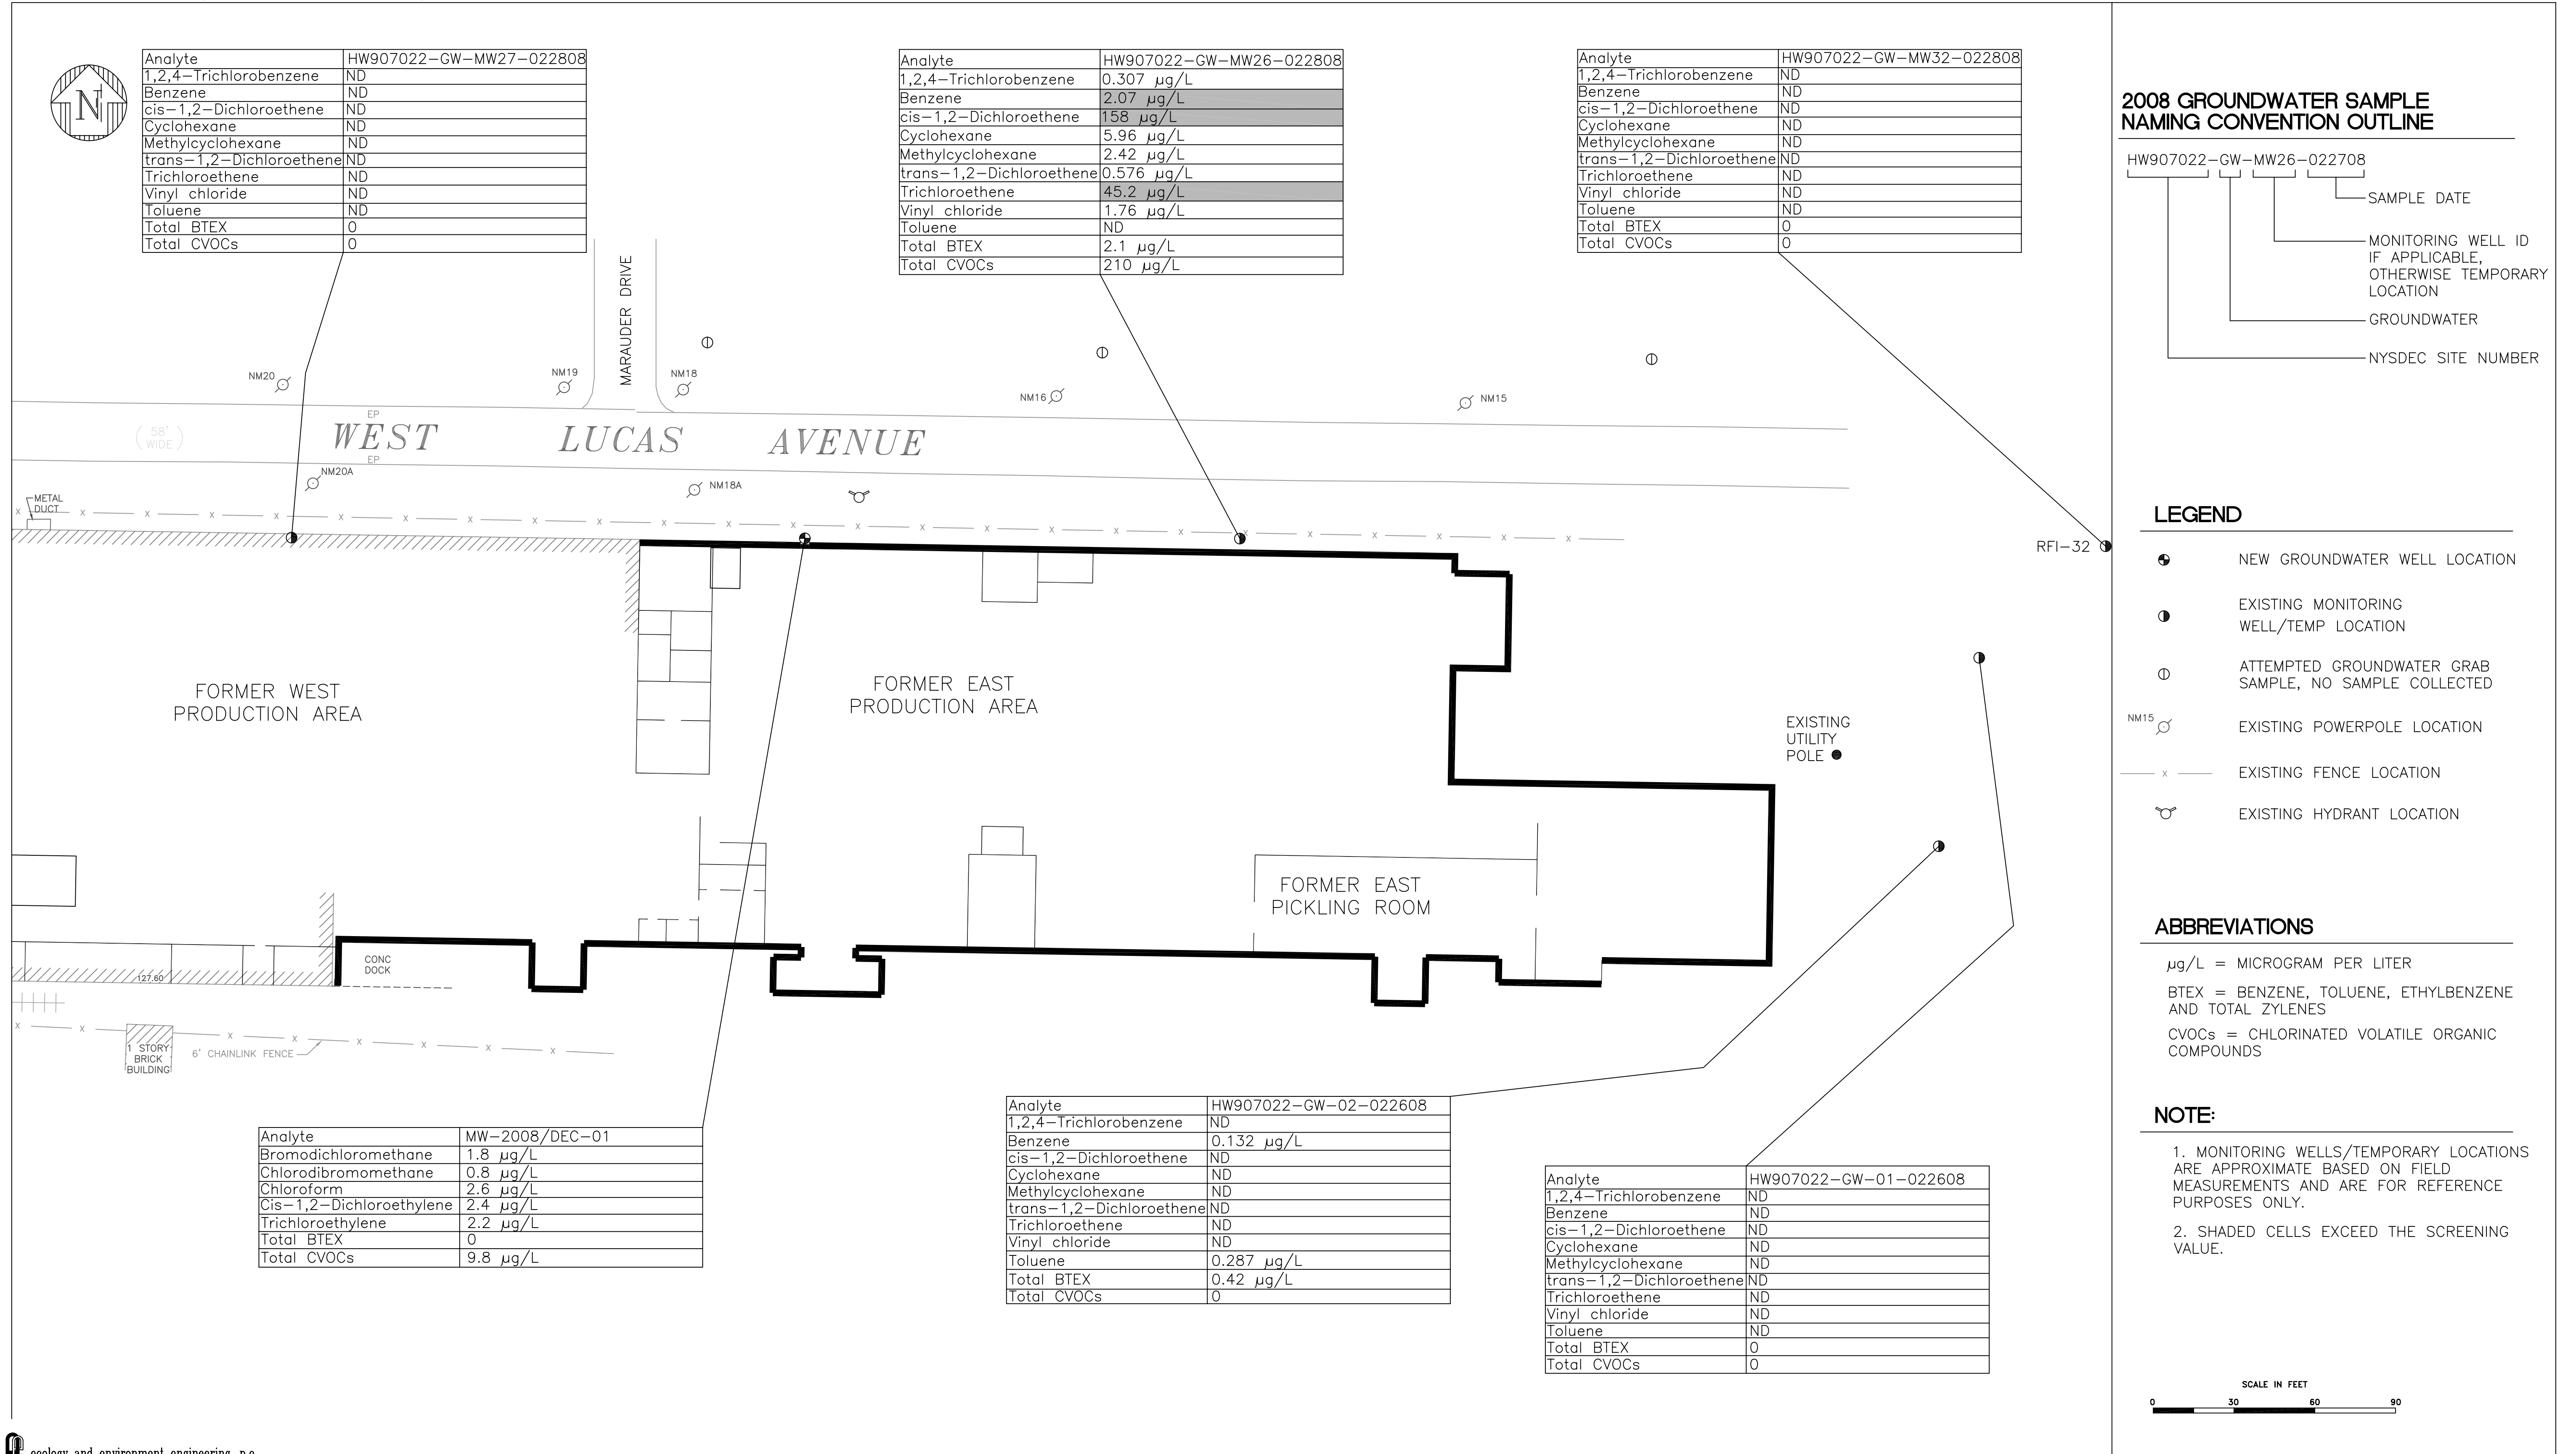 N
Analyte HW907022-GW-MW27-022808
1,2,4-Trichlorobenzene ND
Benzene ND
cis-1,2-Dichloroethene ND
Cyclohexane ND
Methylcyclohexane ND
trans-1,2-Dichloroethene ND
Trichloroethene ND
Vinyl chloride ND
Toluene ND
Total BTEX 0
Total CVOCs 0
Analyte HW907022-GW-MW26-022808
1,2,4-Trichlorobenzene 0.307 µg/L
Benzene 2.07 µg/L
cis-1,2-Dichloroethene 158 µg/L
Cyclohexane 5.96 µg/L
Methylcyclohexane 2.42 µg/L
trans-1,2-Dichloroethene 0.576 µg/L
Trichloroethene 45.2 µg/L
Vinyl chloride 1.76 µg/L
Toluene ND
Total BTEX 2.1 µg/L
Total CVOCs 210 µg/L
Analyte HW907022-GW-MW32-022808
1,2,4-Trichlorobenzene ND
Benzene ND
cis-1,2-Dichloroethene ND
Cyclohexane ND
Methylcyclohexane ND
trans-1,2-Dichloroethene ND
Trichloroethene ND
Vinyl chloride ND
Toluene ND
Total BTEX 0
Total CVOCs 0
MARAUDER DRIVE
NM20
NM19
NM18
NM16
NM15
EP
(58' WIDE)
WEST LUCAS AVENUE
EP
NM20A
NM18A
METAL
DUCT
RFI-32
FORMER WEST
PRODUCTION AREA
FORMER EAST
PRODUCTION AREA
EXISTING
UTILITY
POLE
FORMER EAST
PICKLING ROOM
CONC
DOCK
127.60
1 STORY
BRICK
BUILDING
6' CHAINLINK FENCE
Analyte MW-2008/DEC-01
Bromodichloromethane 1.8 µg/L
Chlorodibromomethane 0.8 µg/L
Chloroform 2.6 µg/L
Cis-1,2-Dichloroethylene 2.4 µg/L
Trichloroethylene 2.2 µg/L
Total BTEX 0
Total CVOCs 9.8 µg/L
Analyte HW907022-GW-02-022608
1,2,4-Trichlorobenzene ND
Benzene 0.132 µg/L
cis-1,2-Dichloroethene ND
Cyclohexane ND
Methylcyclohexane ND
trans-1,2-Dichloroethene ND
Trichloroethene ND
Vinyl chloride ND
Toluene 0.287 µg/L
Total BTEX 0.42 µg/L
Total CVOCs 0
Analyte HW907022-GW-01-022608
1,2,4-Trichlorobenzene ND
Benzene ND
cis-1,2-Dichloroethene ND
Cyclohexane ND
Methylcyclohexane ND
trans-1,2-Dichloroethene ND
Trichloroethene ND
Vinyl chloride ND
Toluene ND
Total BTEX 0
Total CVOCs 0
2008 GROUNDWATER SAMPLE
NAMING CONVENTION OUTLINE
HW907022-GW-MW26-022708
SAMPLE DATE
MONITORING WELL ID
IF APPLICABLE,
OTHERWISE TEMPORARY
LOCATION
GROUNDWATER
NYSDEC SITE NUMBER
LEGEND
NEW GROUNDWATER WELL LOCATION
EXISTING MONITORING
WELL/TEMP LOCATION
ATTEMPTED GROUNDWATER GRAB
SAMPLE, NO SAMPLE COLLECTED
NM15 EXISTING POWERPOLE LOCATION
x EXISTING FENCE LOCATION
EXISTING HYDRANT LOCATION
ABBREVIATIONS
µg/L = MICROGRAM PER LITER
BTEX = BENZENE, TOLUENE, ETHYLBENZENE
AND TOTAL ZYLENES
CVOCs = CHLORINATED VOLATILE ORGANIC
COMPOUNDS
NOTE:
1. MONITORING WELLS/TEMPORARY LOCATIONS
ARE APPROXIMATE BASED ON FIELD
MEASUREMENTS AND ARE FOR REFERENCE
PURPOSES ONLY.
2. SHADED CELLS EXCEED THE SCREENING
VALUE.
SCALE IN FEET
0 30 60 90
ecology and environment engineering, p.c.